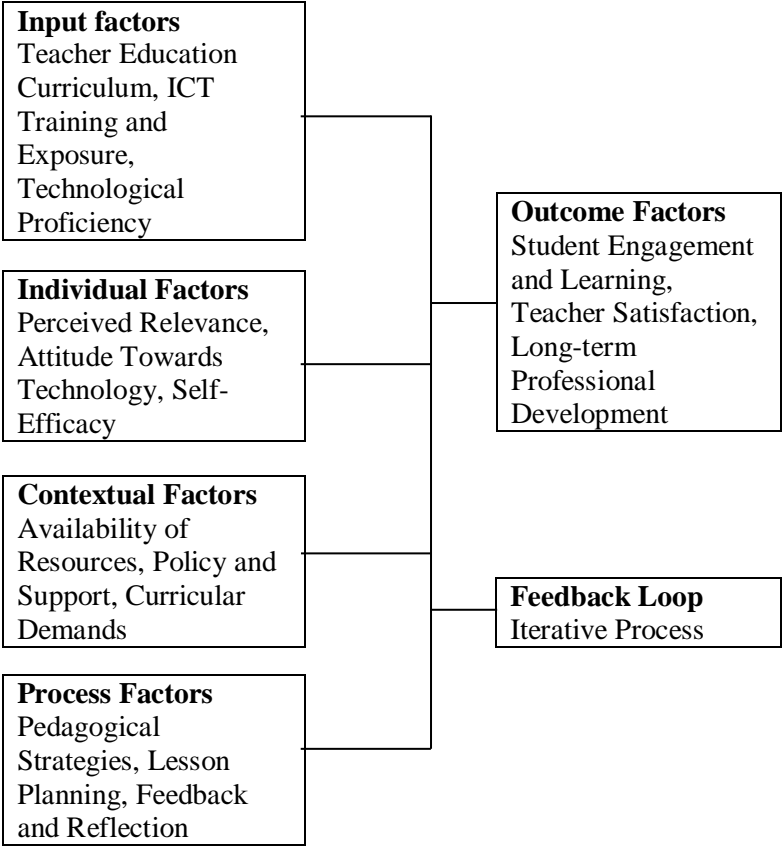 Input factors
Teacher Education
Curriculum, ICT
Training and
Exposure,
Technological
Proficiency
Individual Factors
Perceived Relevance,
Attitude Towards
Technology, Self-
Efficacy
Contextual Factors
Availability of
Resources, Policy and
Support, Curricular
Demands
Process Factors
Pedagogical
Strategies, Lesson
Planning, Feedback
and Reflection
Outcome Factors
Student Engagement
and Learning,
Teacher Satisfaction,
Long-term
Professional
Development
Feedback Loop
Iterative Process